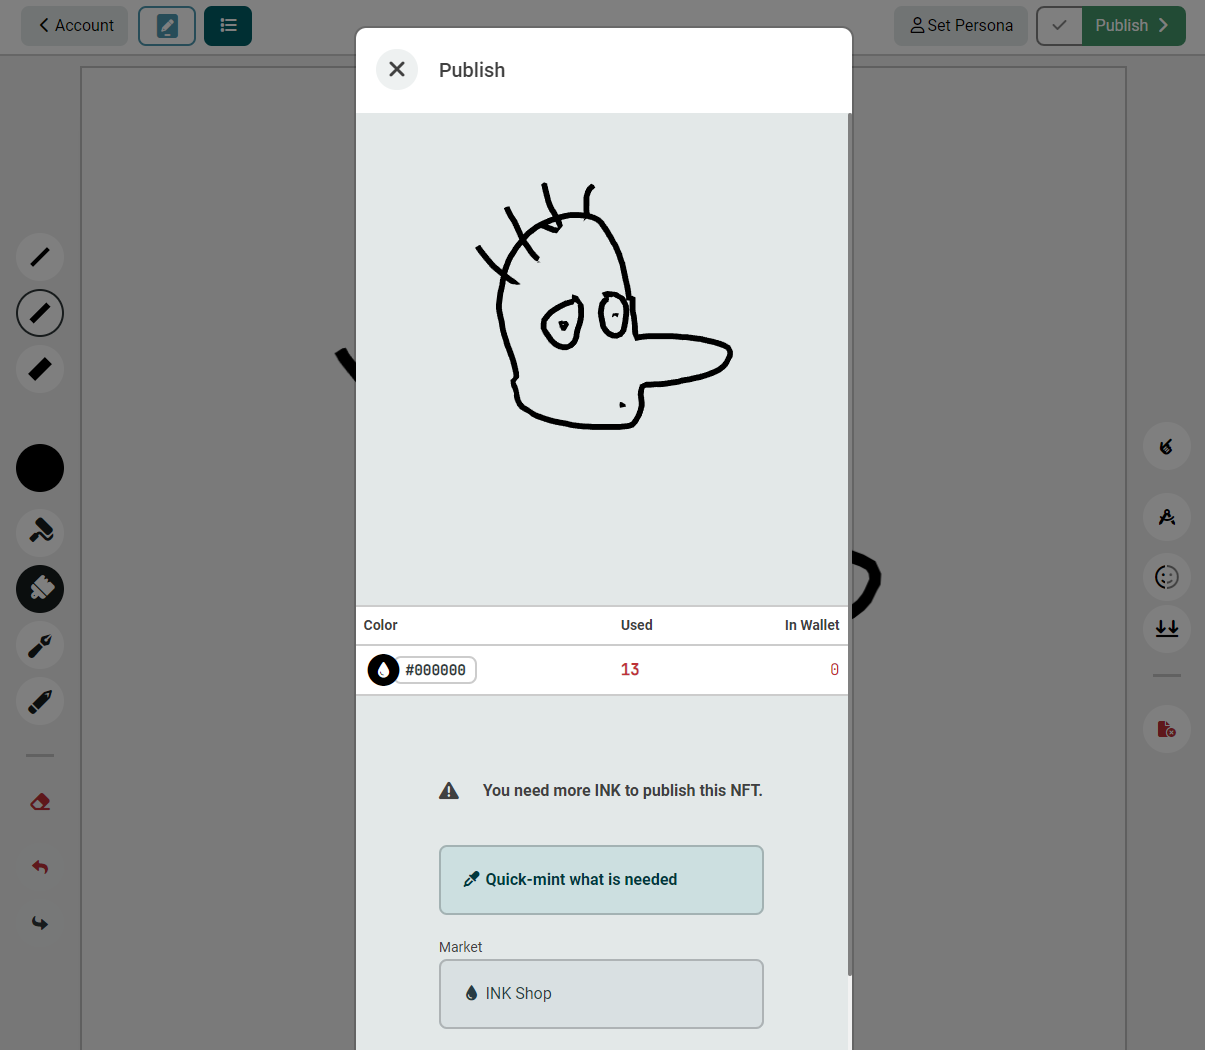 Account
Set Persona
Publish
Publish
Color Used In Wallet
#000000 13 0
You need more INK to publish this NFT.
Quick-mint what is needed
Market
INK Shop